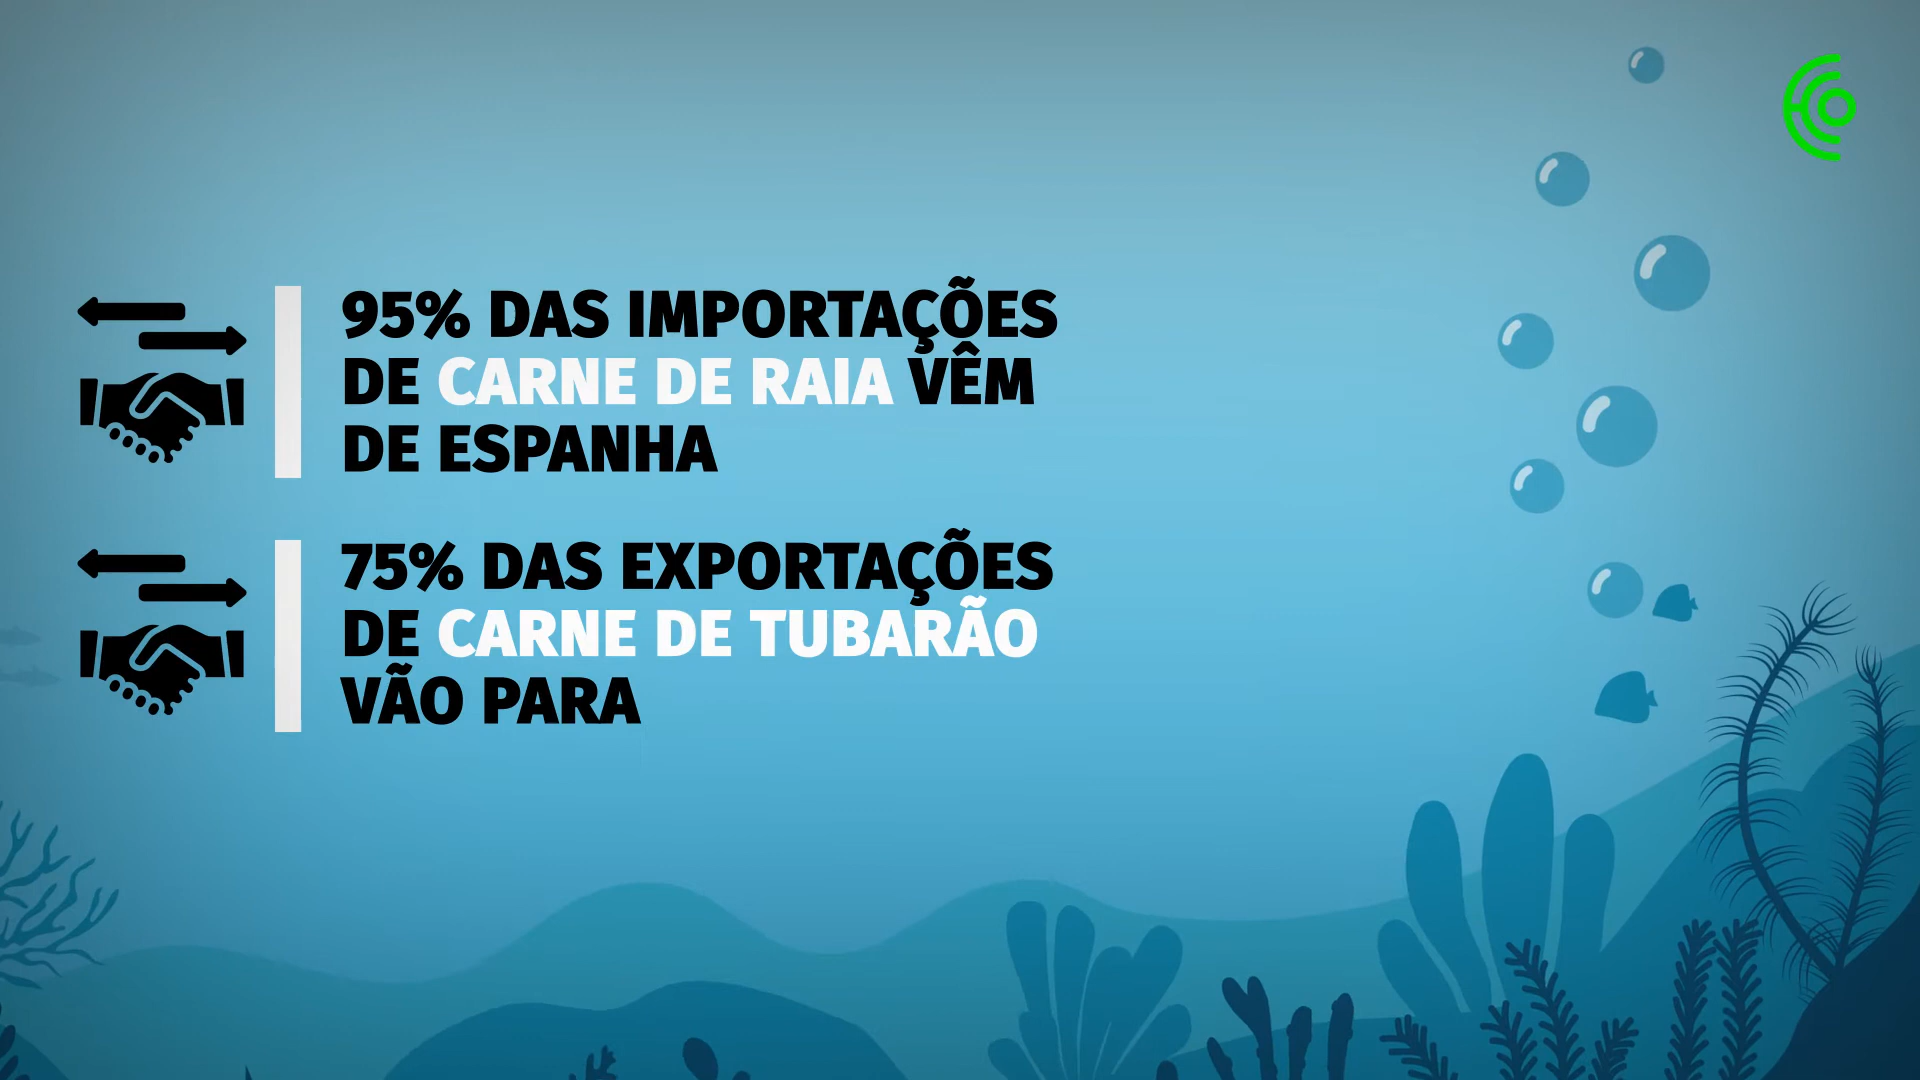 95% DAS IMPORTAÇÕES
DE CARNE DE RAIA VÊM
DE ESPANHA
75% DAS EXPORTAÇÕES
DE CARNE DE TUBARÃO
VÃO PARA